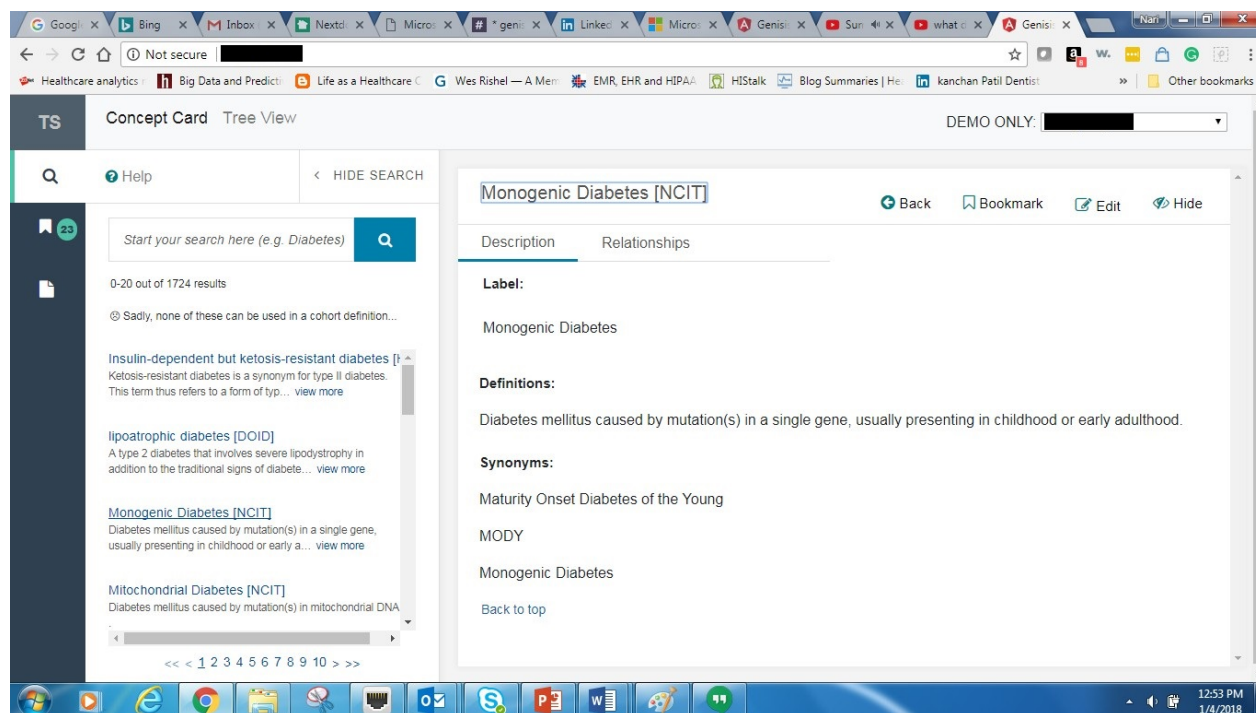 Googl Bing Inbox Nextd Micros * genic Linked Micros Genisi Sun what d Genisi Nari
Not secure
Healthcare analytics Big Data and Predicti Life as a Healthcare C Wes Rishel — A Mem EMR, EHR and HIPAA HIStalk Blog Summaries | He kanchan Patil Dentist » Other bookmarks
TS Concept Card Tree View DEMO ONLY:
Help < HIDE SEARCH
23
Start your search here (e.g. Diabetes)
0-20 out of 1724 results
Sadly, none of these can be used in a cohort definition...
Insulin-dependent but ketosis-resistant diabetes
Ketosis-resistant diabetes is a synonym for type II diabetes.
This term thus refers to a form of typ... view more
lipoatrophic diabetes [DOID]
A type 2 diabetes that involves severe lipodystrophy in
addition to the traditional signs of diabete... view more
Monogenic Diabetes [NCIT]
Diabetes mellitus caused by mutation(s) in a single gene,
usually presenting in childhood or early a... view more
Mitochondrial Diabetes [NCIT]
Diabetes mellitus caused by mutation(s) in mitochondrial DNA
<< < 1 2 3 4 5 6 7 8 9 10 > >>
Monogenic Diabetes [NCIT]
Back Bookmark Edit Hide
Description Relationships
Label:
Monogenic Diabetes
Definitions:
Diabetes mellitus caused by mutation(s) in a single gene, usually presenting in childhood or early adulthood.
Synonyms:
Maturity Onset Diabetes of the Young
MODY
Monogenic Diabetes
Back to top
12:53 PM
1/4/2018